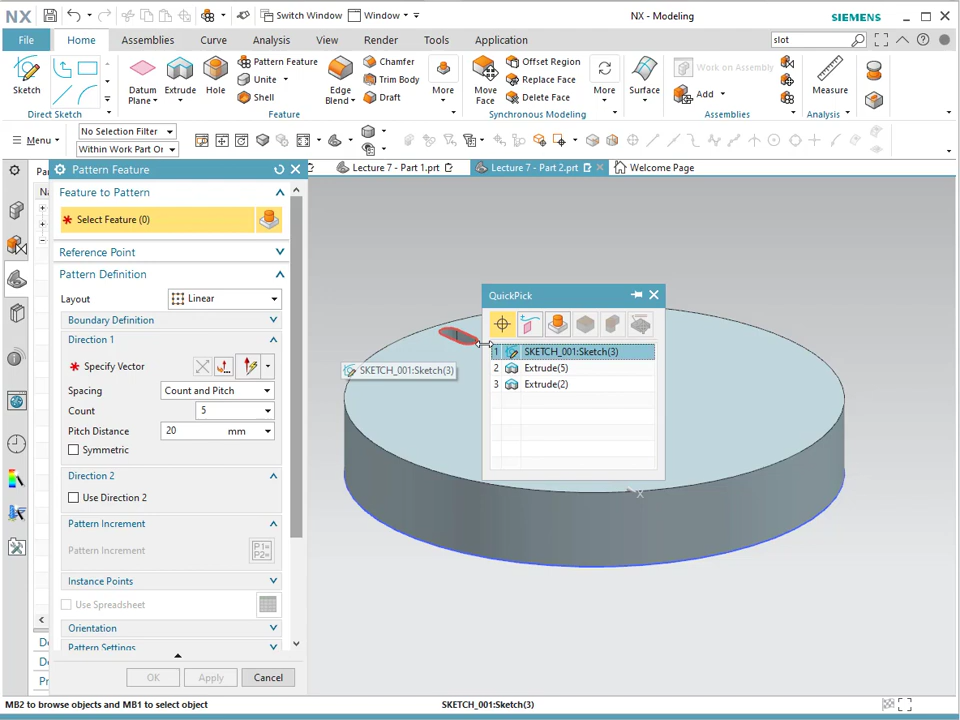 NX
Switch Window
Window
NX - Modeling
SIEMENS
File
Home
Assemblies
Curve
Analysis
View
Render
Tools
Application
slot
Sketch
Direct Sketch
Datum Plane
Extrude
Hole
Pattern Feature
Unite
Shell
Edge Blend
Chamfer
Trim Body
Draft
More
Feature
Move Face
Offset Region
Replace Face
Delete Face
More
Synchronous Modeling
Surface
Work on Assembly
Add
Assemblies
Measure
Analysis
Menu
No Selection Filter
Within Work Part On
Pattern Feature
Lecture 7 - Part 1.prt
Lecture 7 - Part 2.prt
Welcome Page
Pa
Na
Feature to Pattern
Select Feature (0)
Reference Point
Pattern Definition
Layout
Linear
Boundary Definition
Direction 1
Specify Vector
Spacing
Count and Pitch
Count
5
Pitch Distance
20
mm
Symmetric
Direction 2
Use Direction 2
Pattern Increment
Pattern Increment
P1=
P2=
Instance Points
Use Spreadsheet
Orientation
Pattern Settings
De
De
Pr
OK
Apply
Cancel
QuickPick
1 SKETCH_001:Sketch(3)
2 Extrude(5)
3 Extrude(2)
SKETCH_001:Sketch(3)
X
MB2 to browse objects and MB1 to select object
SKETCH_001:Sketch(3)